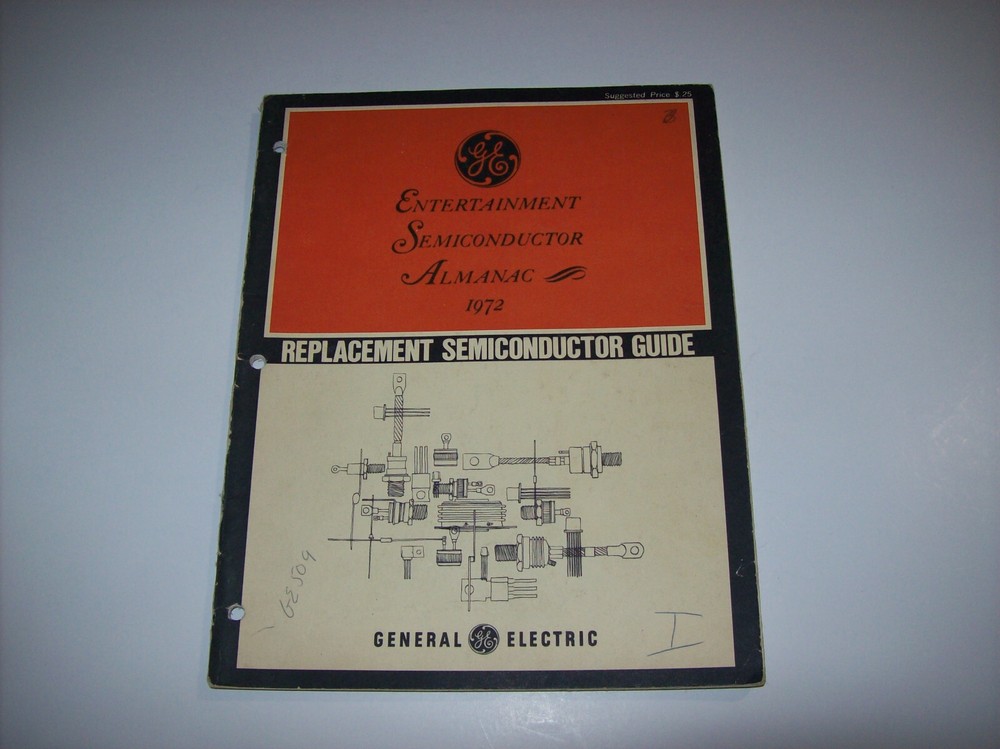 Suggested Price $.25
GE
ENTERTAINMENT
SEMICONDUCTOR
ALMANAC
1972
REPLACEMENT SEMICONDUCTOR GUIDE
GE509
GENERAL GE ELECTRIC
I